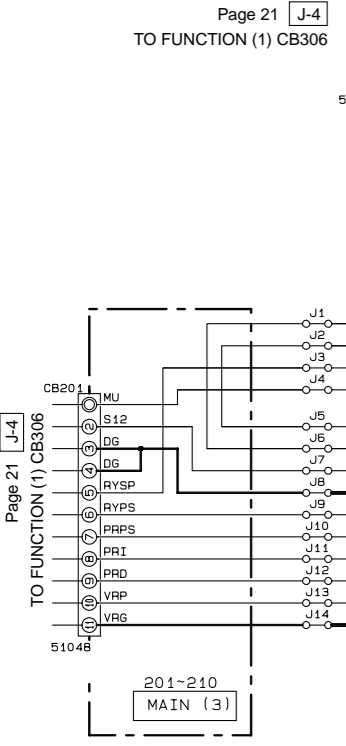 Page 21 J-4
TO FUNCTION (1) CB306
5
J1
J2
J3
J4
J5
J6
J7
J8
J9
J10
J11
J12
J13
J14
CB201
MU
2 S12
3 DG
4 DG
5 RYSP
6 RYPS
7 PRPS
8 PRI
9 PRD
10 VRP
11 VRG
51048
Page 21 J-4
TO FUNCTION (1) CB306
201~210
MAIN (3)